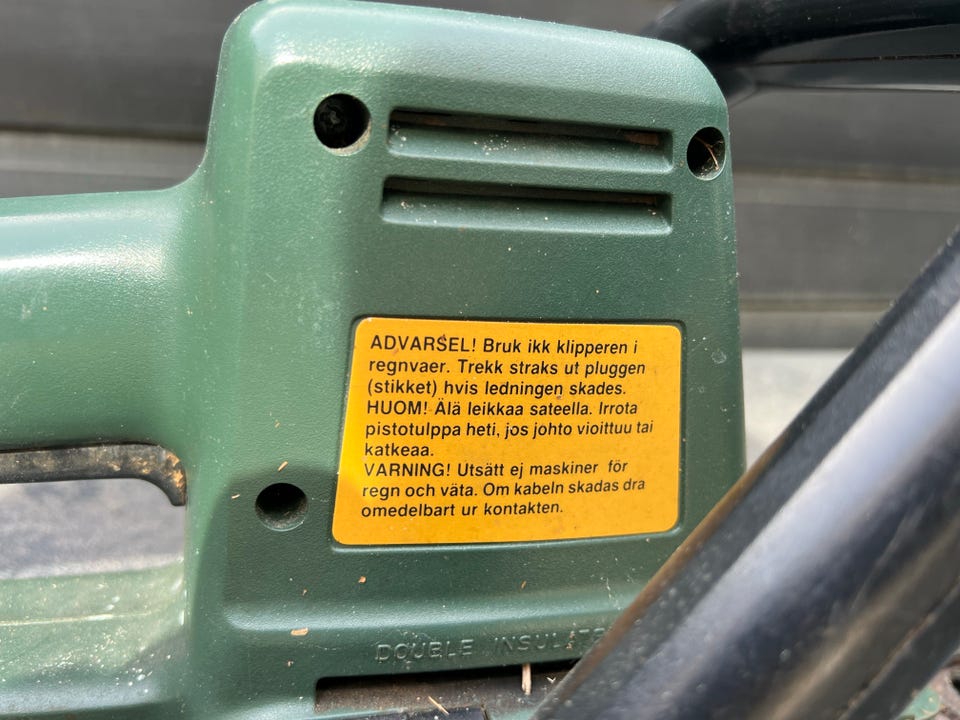 ADVARSEL! Bruk ikk klipperen i
regnvaer. Trekk straks ut pluggen
(stikket) hvis ledningen skades.
HUOM! Älä leikkaa sateella. Irrota
pistotulppa heti, jos johto vioittuu tai
katkeaa.
VARNING! Utsätt ej maskiner för
regn och väta. Om kabeln skadas dra
omedelbart ur kontakten.
DOUBLE